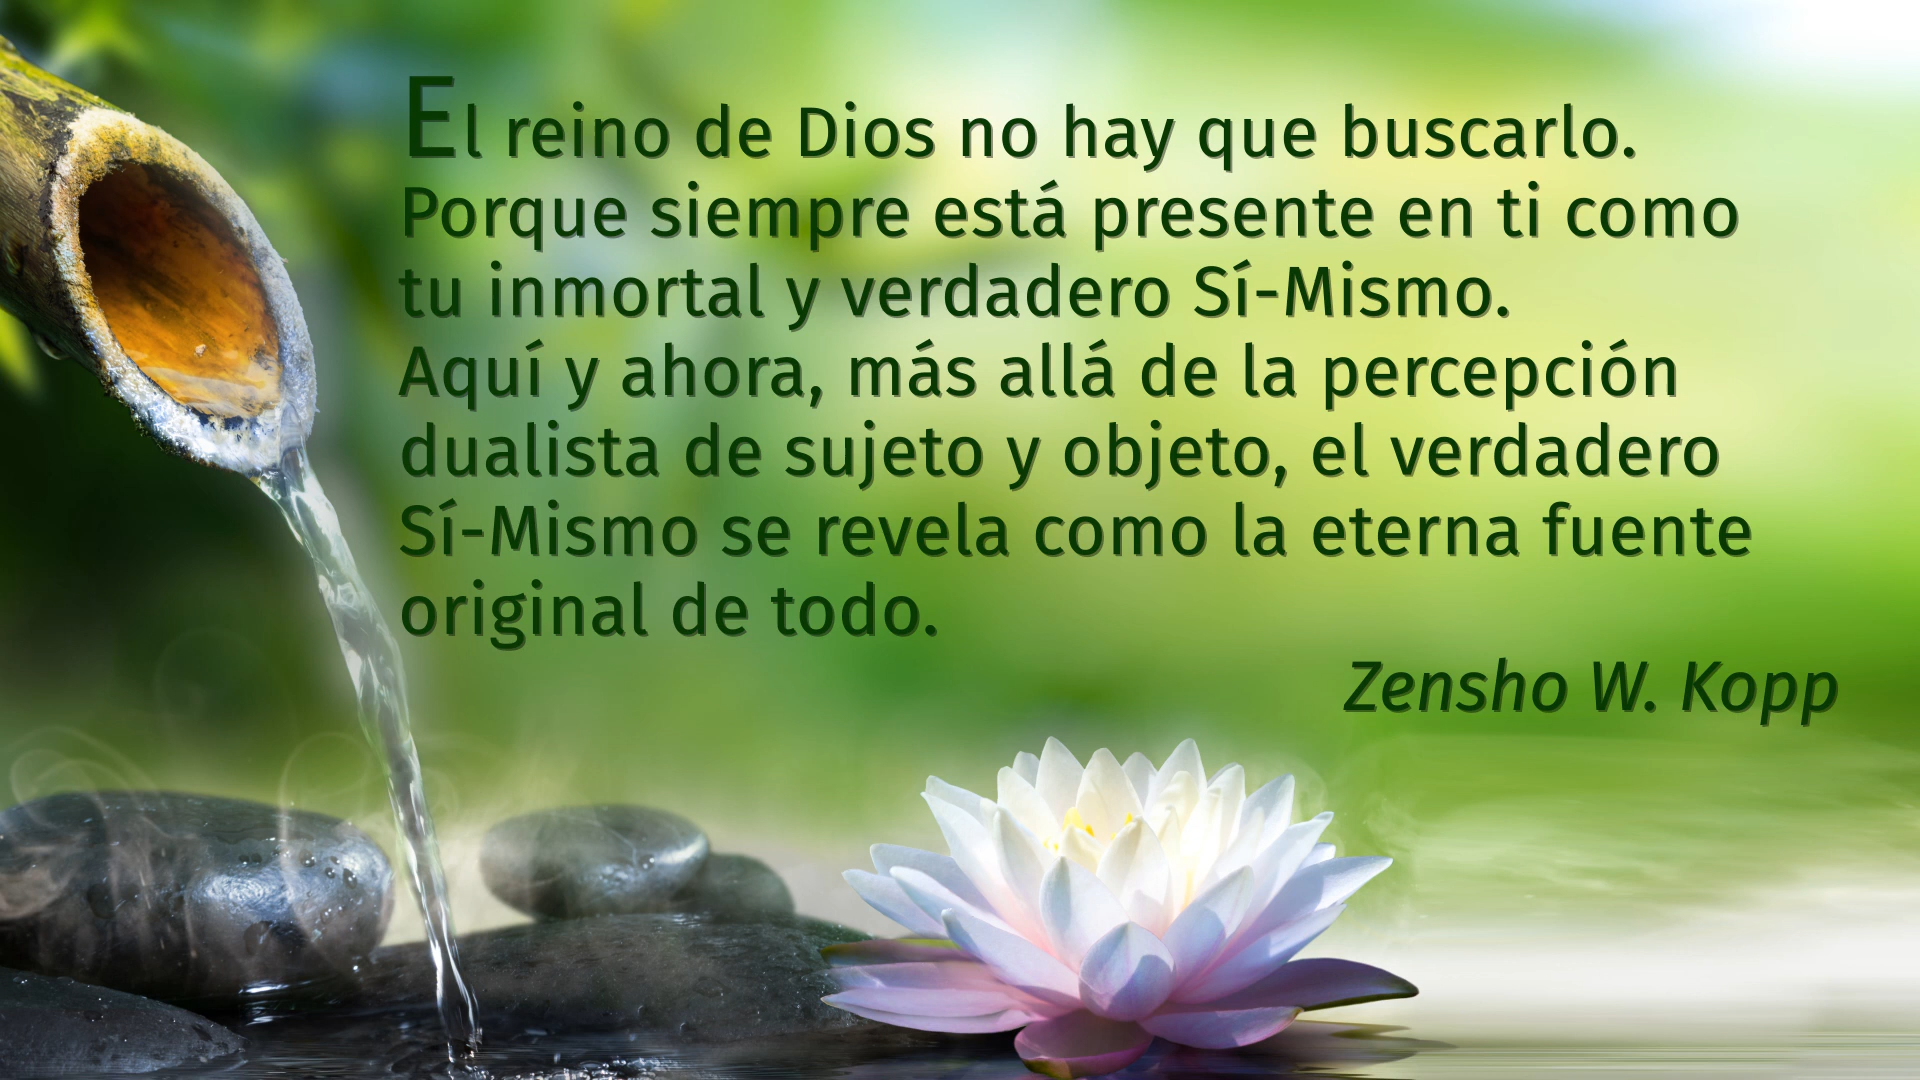 El reino de Dios no hay que buscarlo.
Porque siempre está presente en ti como
tu inmortal y verdadero Sí-Mismo.
Aquí y ahora, más allá de la percepción
dualista de sujeto y objeto, el verdadero
Sí-Mismo se revela como la eterna fuente
original de todo.
Zensho W. Kopp